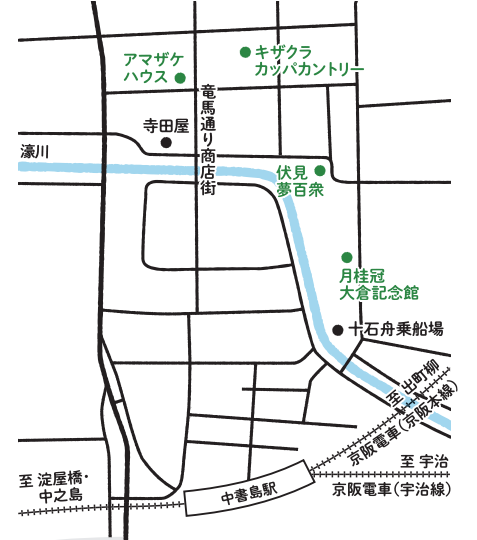 アマザケ
ハウス
キザクラ
カッパカントリー
竜馬通り商店街
寺田屋
濠川
伏見
夢百衆
月桂冠
大倉記念館
十石舟乗船場
至 出町柳
京阪電車（京阪本線）
至 宇治
京阪電車（宇治線）
中書島駅
至 淀屋橋・
中之島